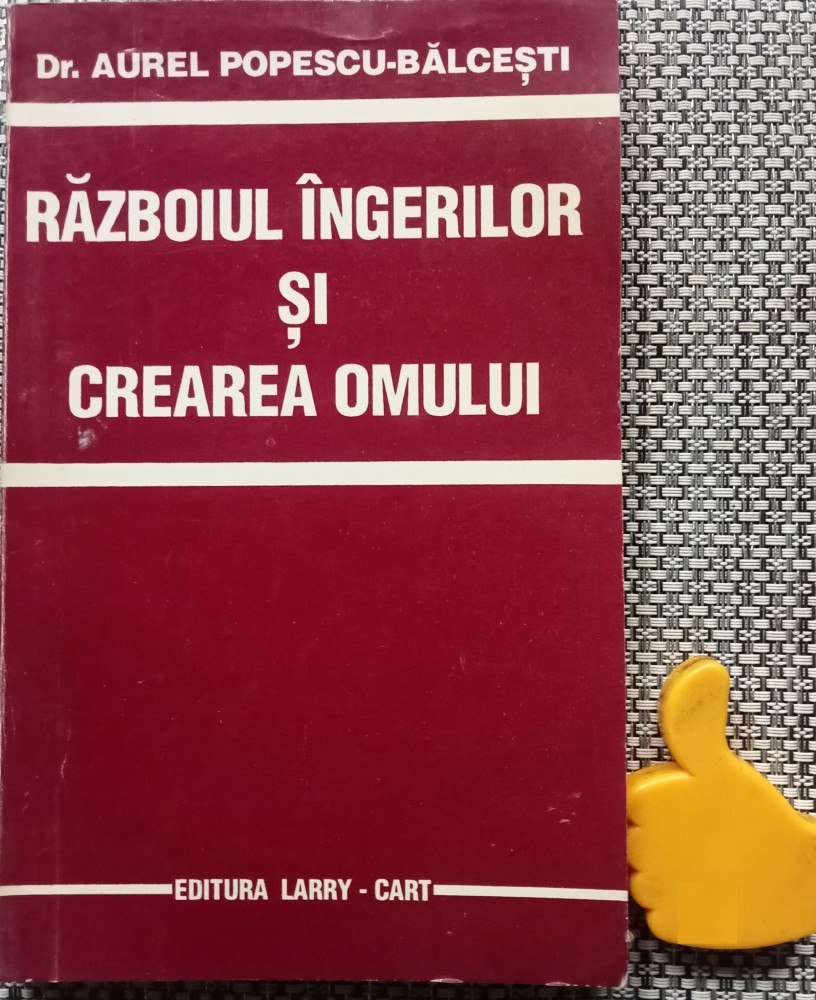 Dr. AUREL POPESCU-BĂLCEȘTI
RĂZBOIUL ÎNGERILOR
ȘI
CREAREA OMULUI
EDITURA LARRY - CART